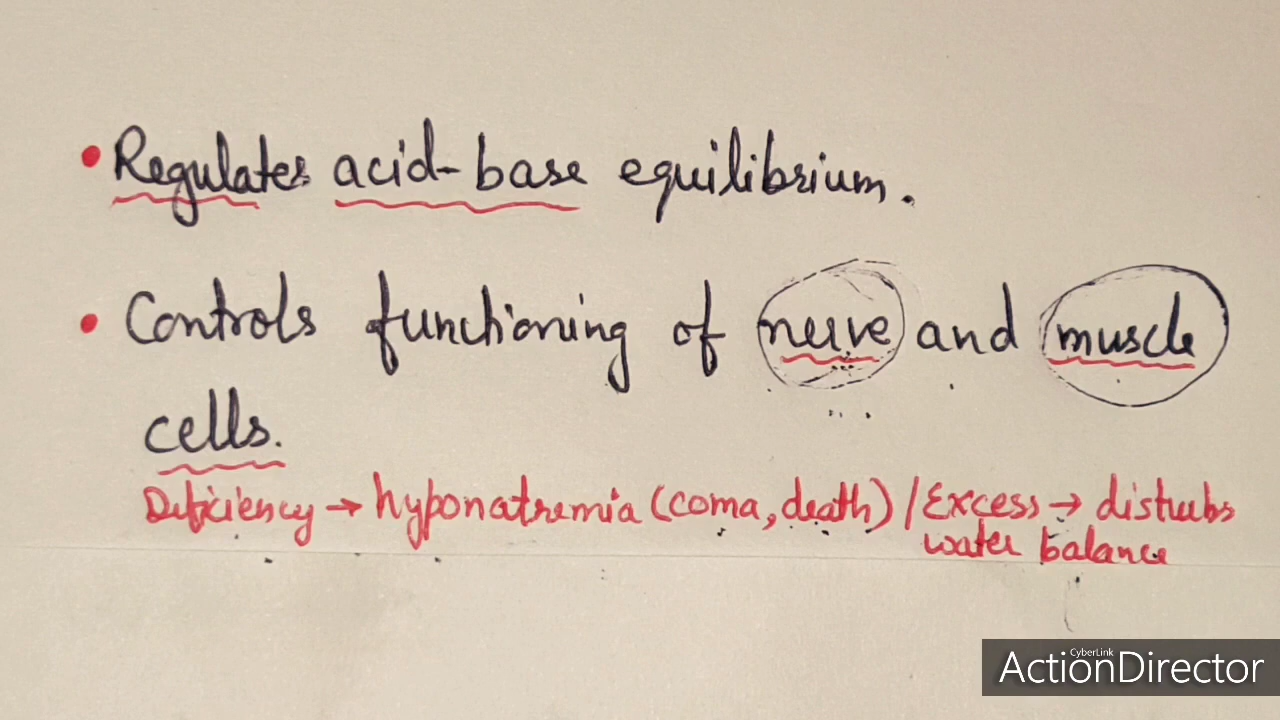 • Regulates acid-base equilibrium.
• Controls functioning of nerve and muscle
cells.
Deficiency → hyponatremia (coma, death) / Excess → disturbs
water balance
CyberLink
ActionDirector